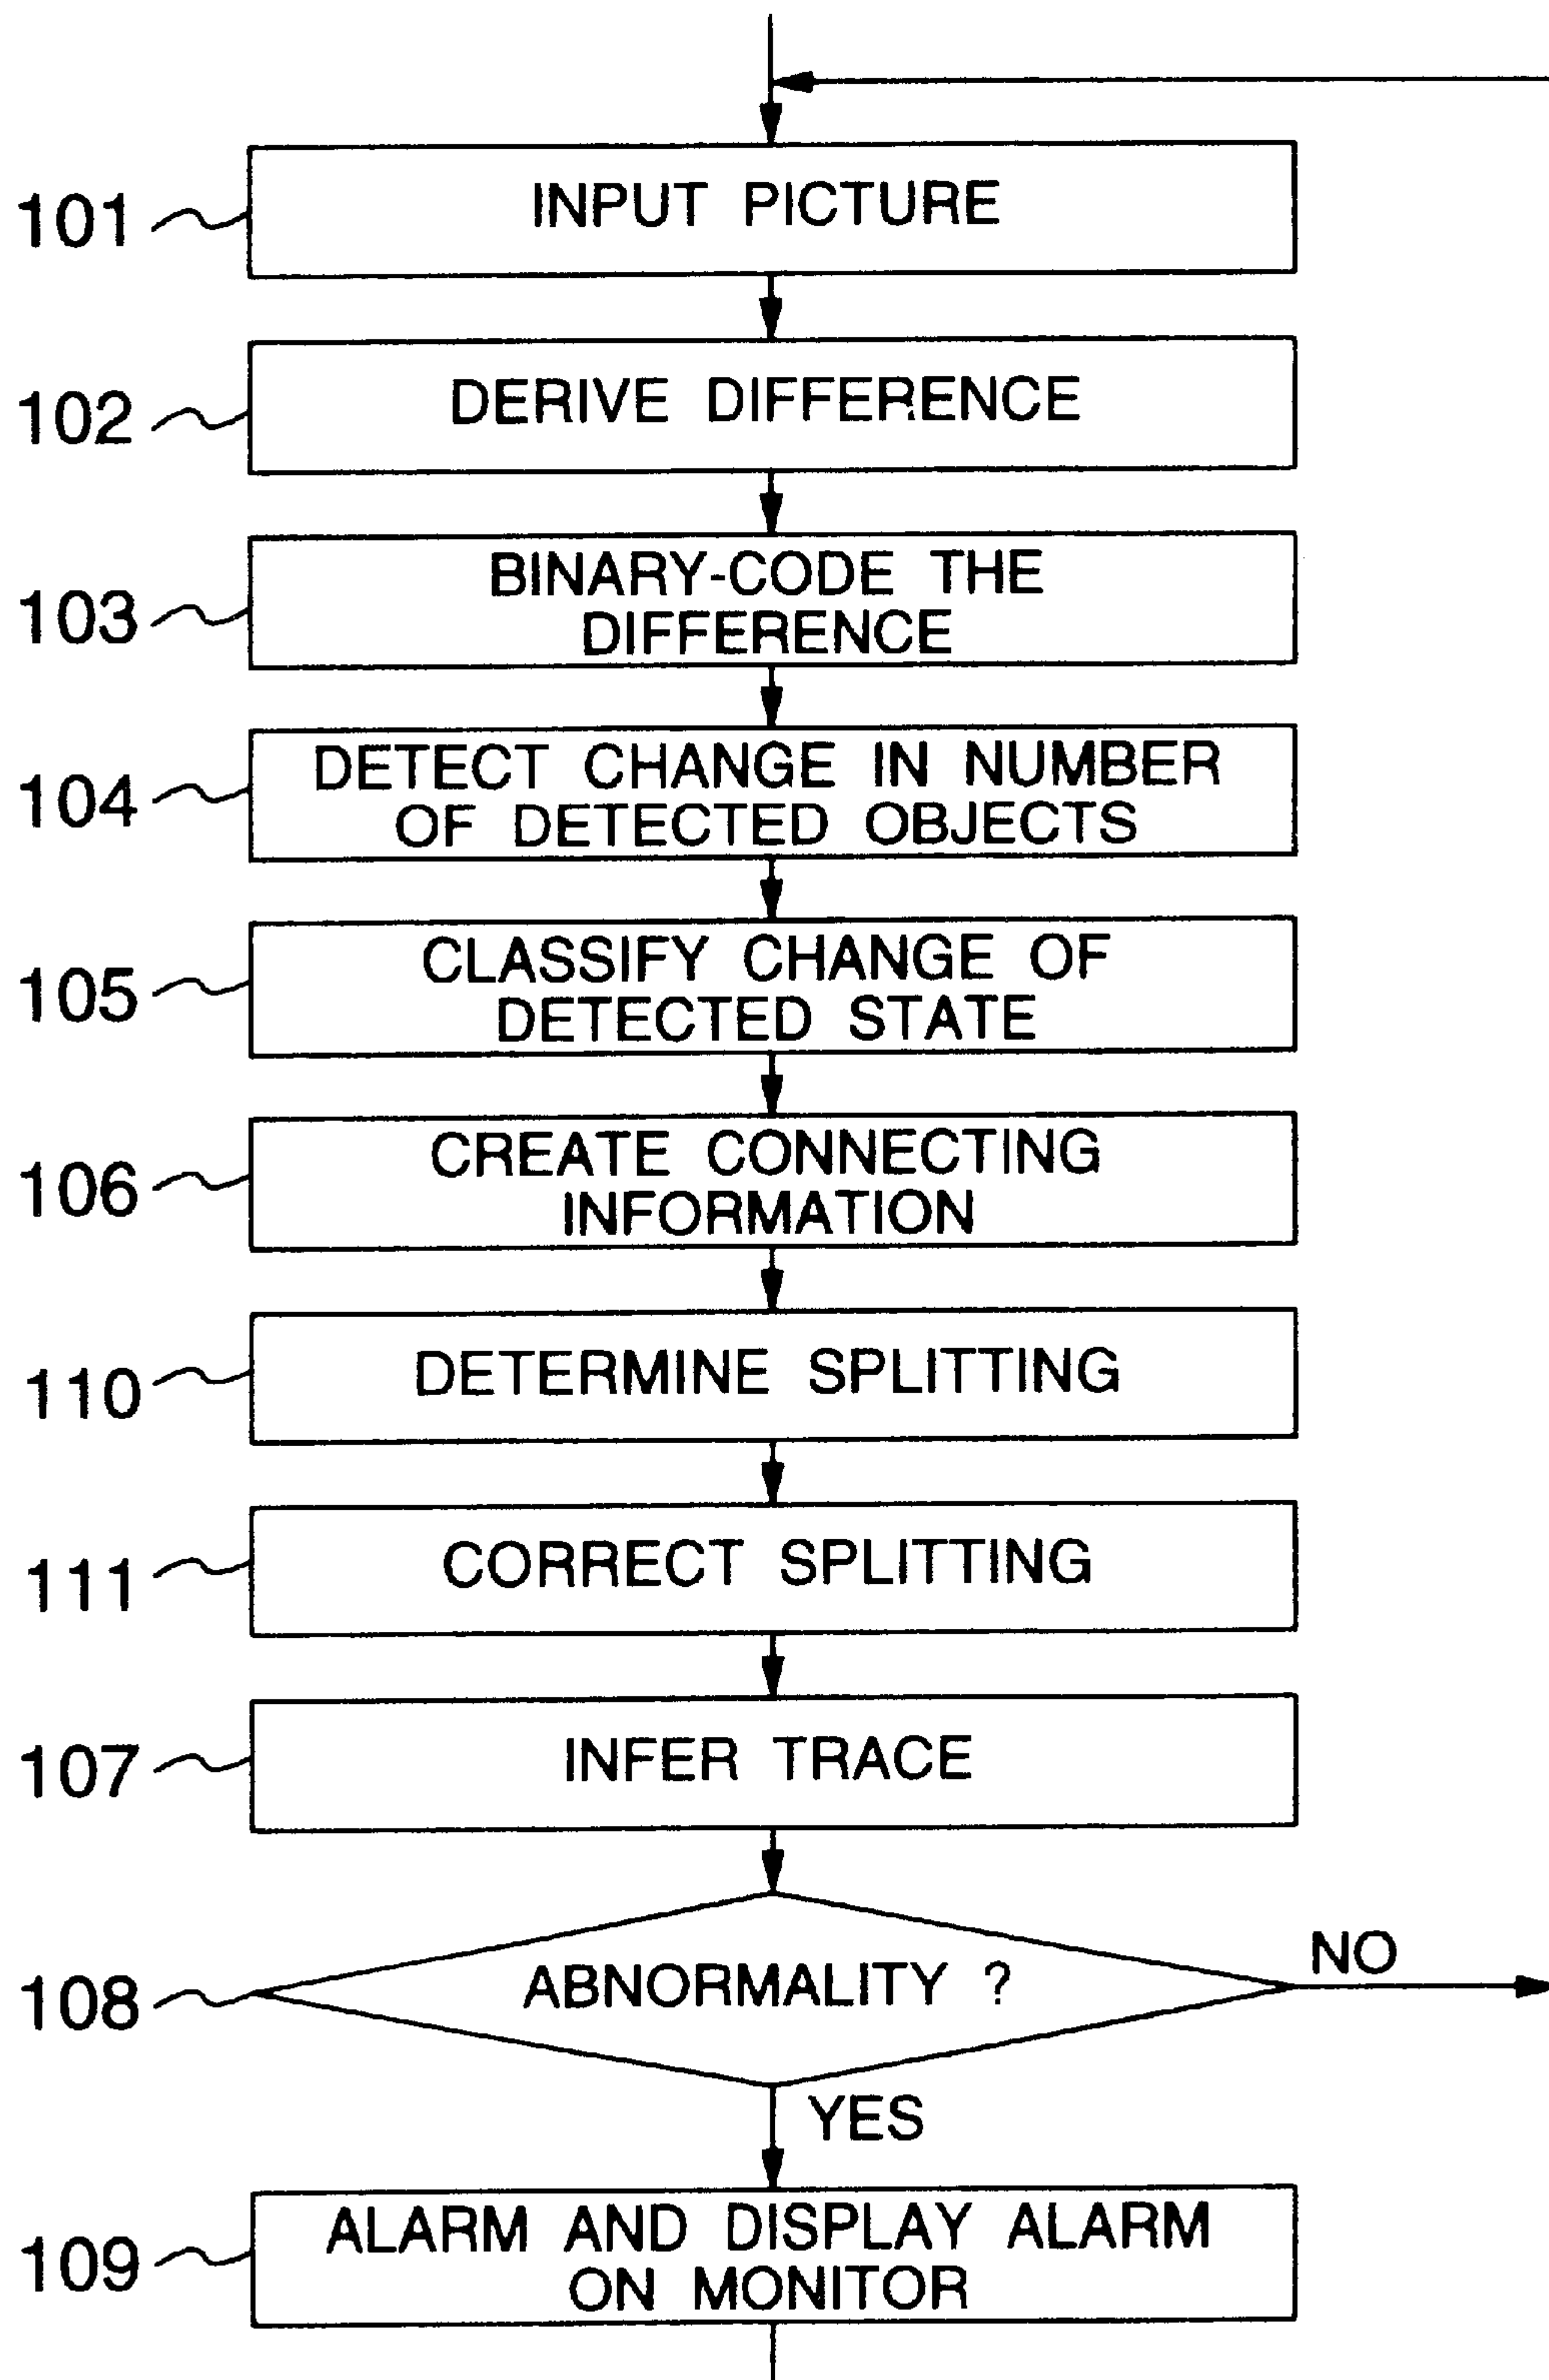 101 INPUT PICTURE
102 DERIVE DIFFERENCE
103 BINARY-CODE THE
DIFFERENCE
104 DETECT CHANGE IN NUMBER
OF DETECTED OBJECTS
105 CLASSIFY CHANGE OF
DETECTED STATE
106 CREATE CONNECTING
INFORMATION
110 DETERMINE SPLITTING
111 CORRECT SPLITTING
107 INFER TRACE
108 ABNORMALITY ? NO
YES
109 ALARM AND DISPLAY ALARM
ON MONITOR